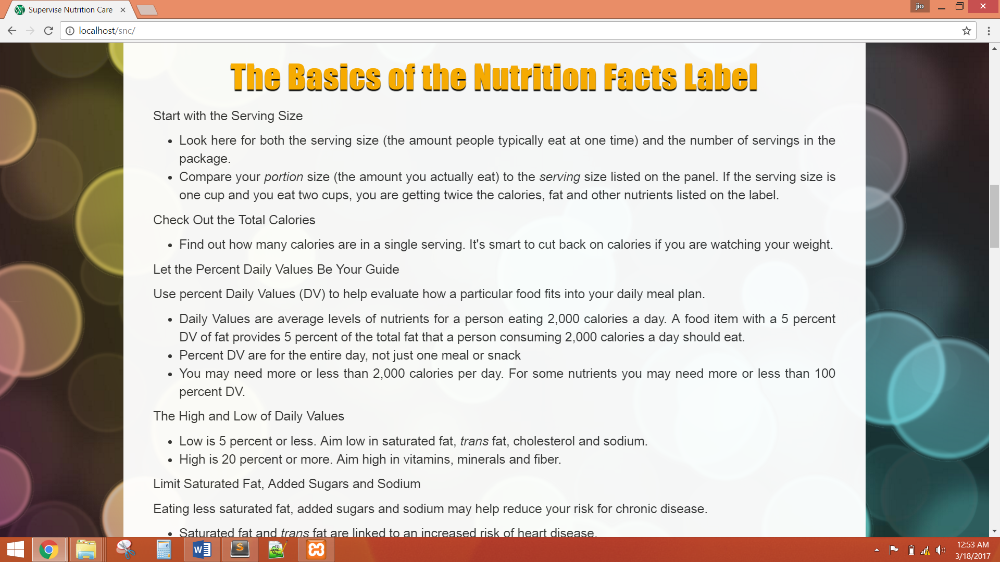 Supervise Nutrition Care
jio
localhost/snc/
The Basics of the Nutrition Facts Label
Start with the Serving Size
• Look here for both the serving size (the amount people typically eat at one time) and the number of servings in the
package.
• Compare your portion size (the amount you actually eat) to the serving size listed on the panel. If the serving size is
one cup and you eat two cups, you are getting twice the calories, fat and other nutrients listed on the label.
Check Out the Total Calories
• Find out how many calories are in a single serving. It's smart to cut back on calories if you are watching your weight.
Let the Percent Daily Values Be Your Guide
Use percent Daily Values (DV) to help evaluate how a particular food fits into your daily meal plan.
• Daily Values are average levels of nutrients for a person eating 2,000 calories a day. A food item with a 5 percent
DV of fat provides 5 percent of the total fat that a person consuming 2,000 calories a day should eat.
• Percent DV are for the entire day, not just one meal or snack
• You may need more or less than 2,000 calories per day. For some nutrients you may need more or less than 100
percent DV.
The High and Low of Daily Values
• Low is 5 percent or less. Aim low in saturated fat, trans fat, cholesterol and sodium.
• High is 20 percent or more. Aim high in vitamins, minerals and fiber.
Limit Saturated Fat, Added Sugars and Sodium
Eating less saturated fat, added sugars and sodium may help reduce your risk for chronic disease.
• Saturated fat and trans fat are linked to an increased risk of heart disease.
12:53 AM
3/18/2017